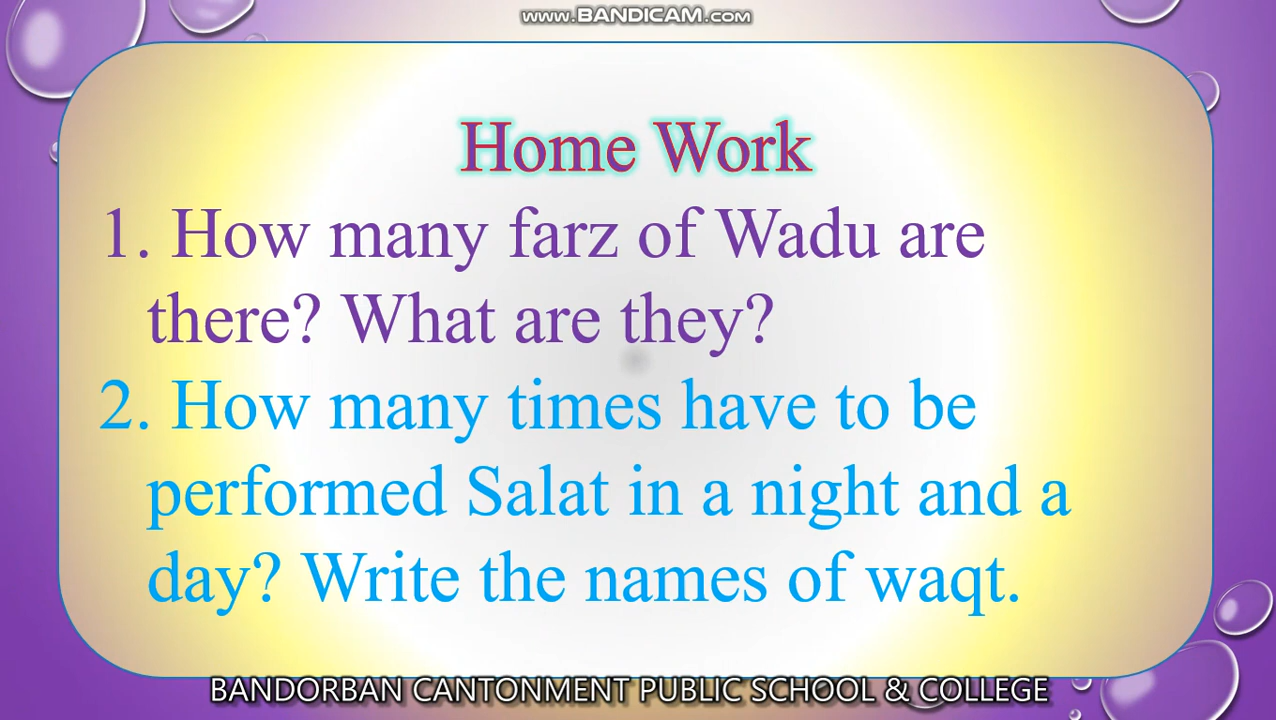 www.BANDICAM.com
Home Work
1. How many farz of Wadu are
there? What are they?
2. How many times have to be
performed Salat in a night and a
day? Write the names of waqt.
BANDORBAN CANTONMENT PUBLIC SCHOOL & COLLEGE